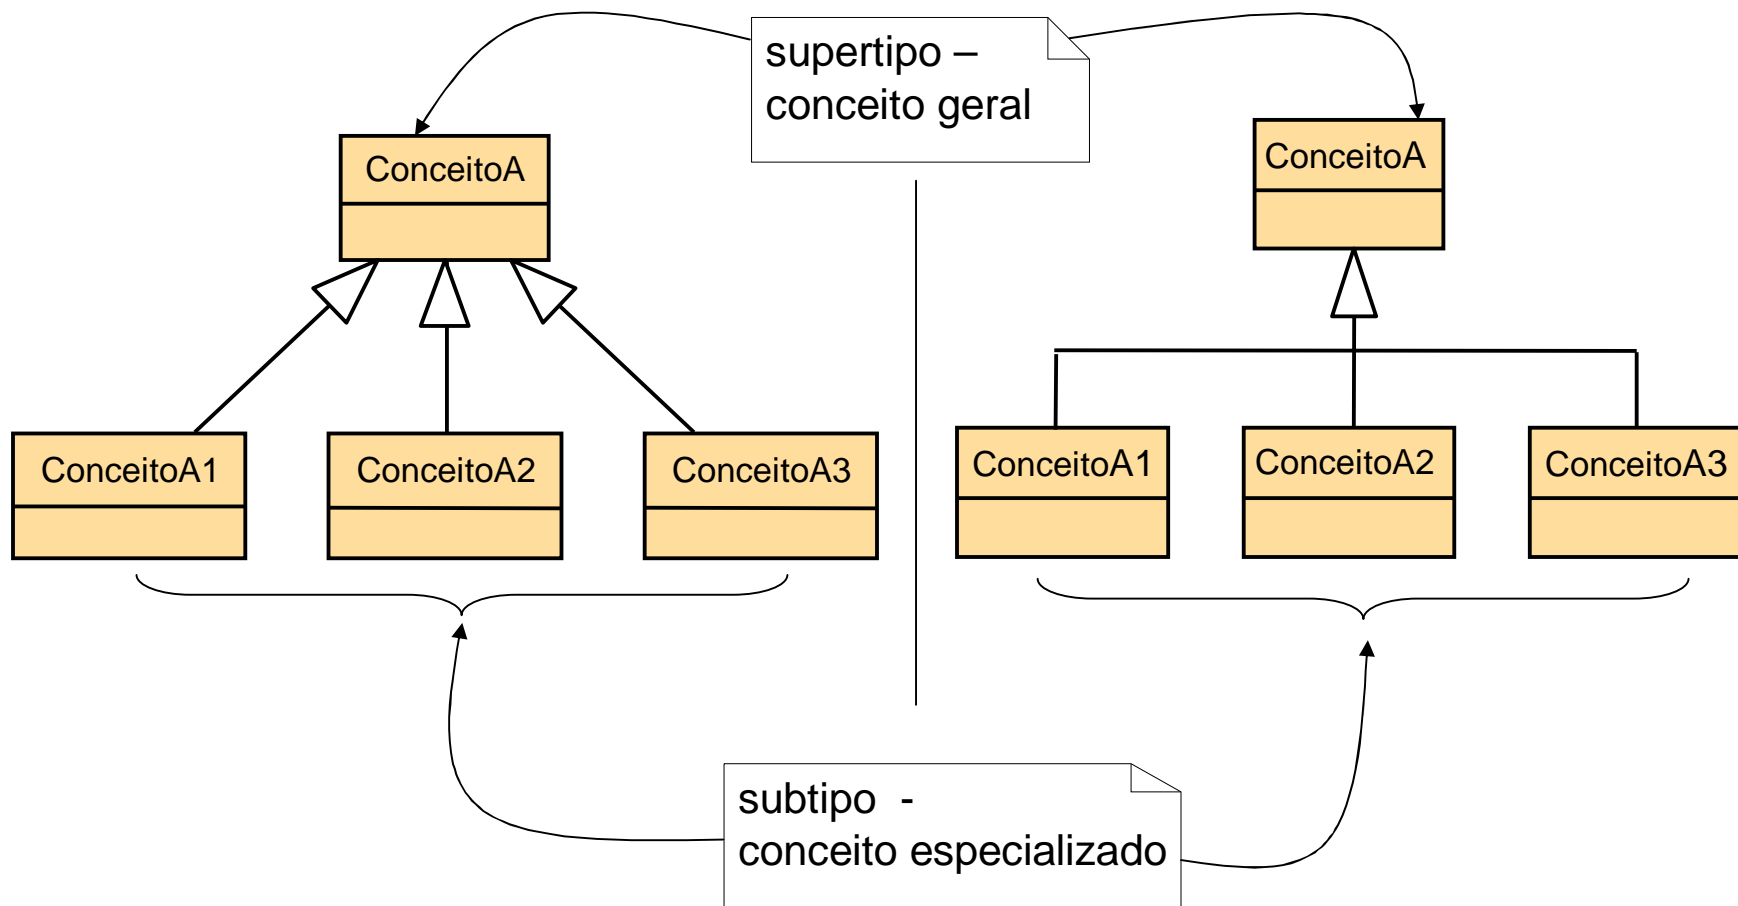 supertipo –
conceito geral
ConceitoA
ConceitoA
ConceitoA1
ConceitoA2
ConceitoA3
ConceitoA1
ConceitoA2
ConceitoA3
subtipo -
conceito especializado